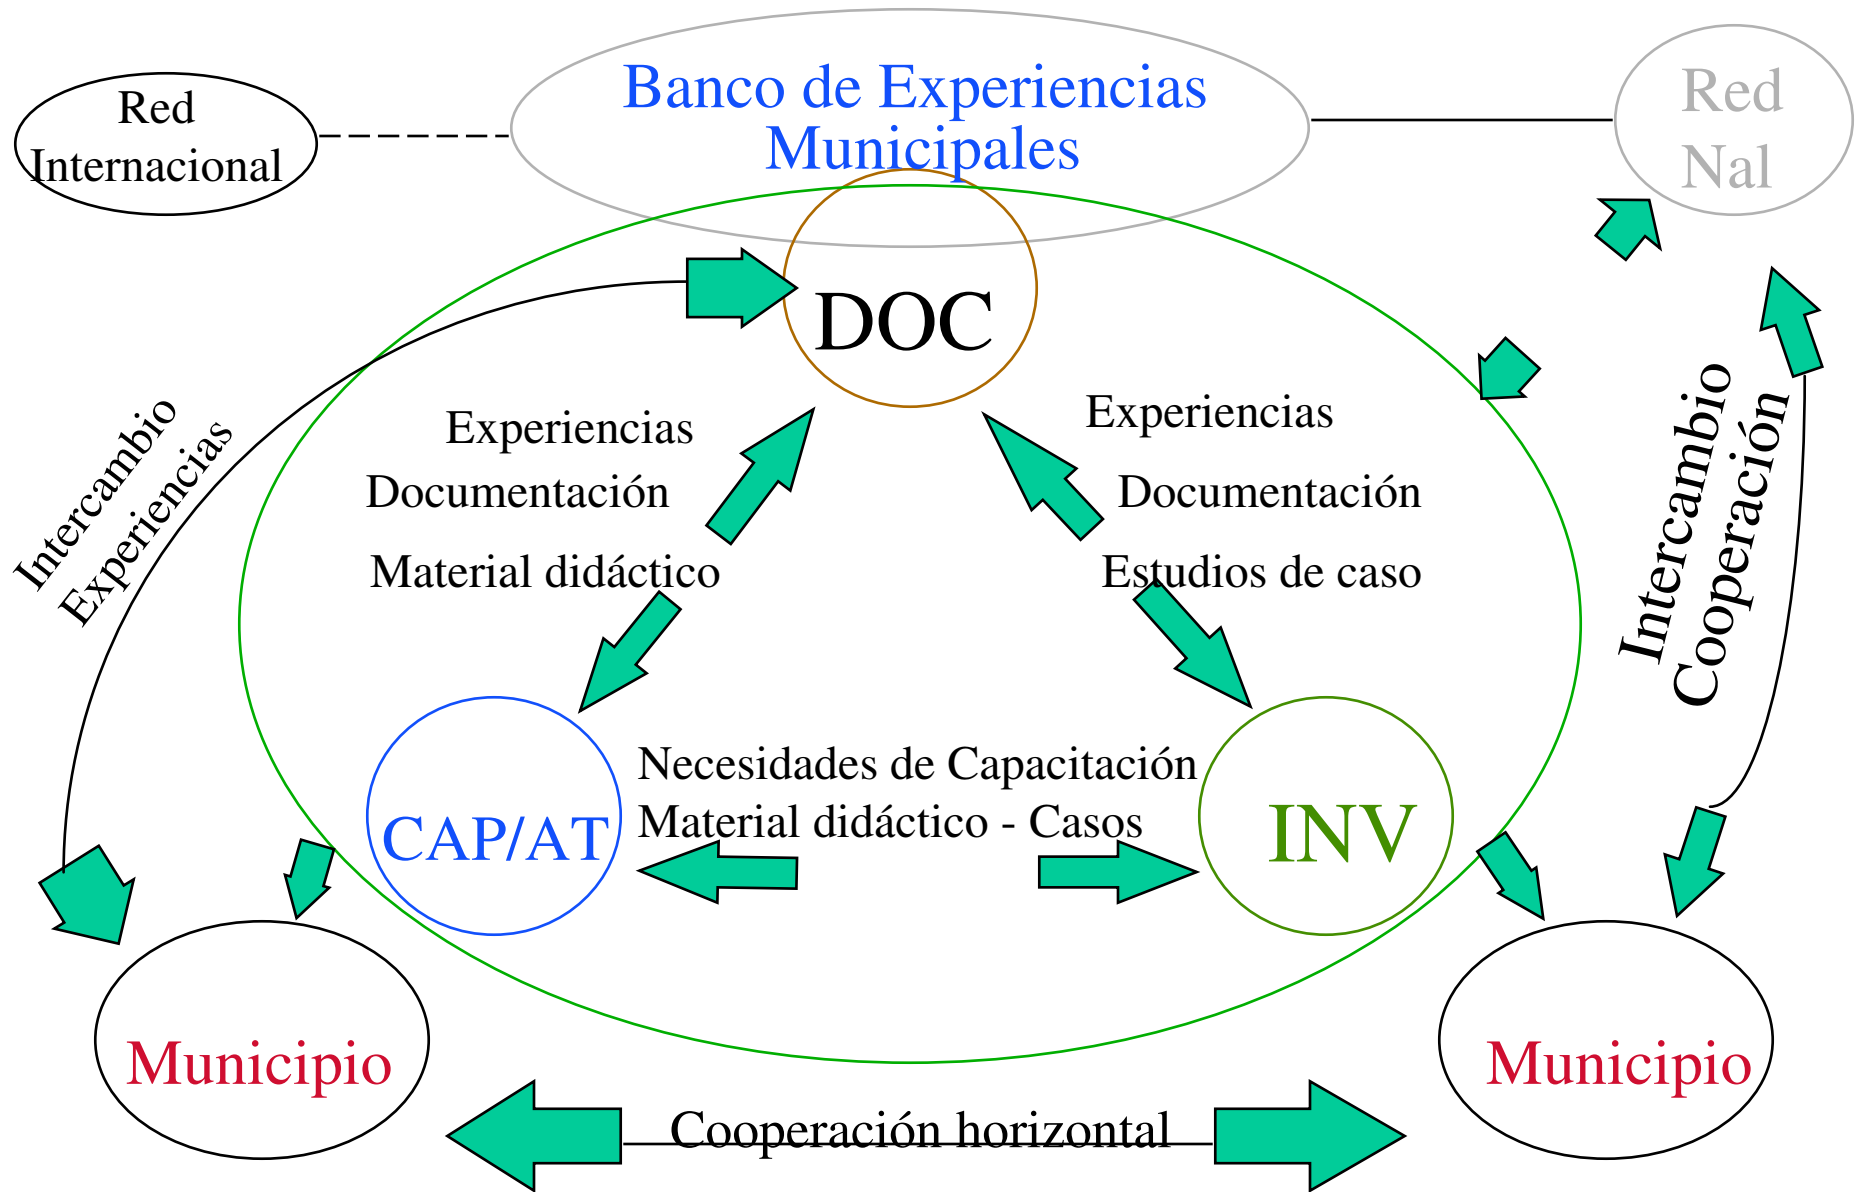 Banco de Experiencias
Municipales
Red
Internacional
Red
Nal
DOC
Intercambio
Experiencias
Experiencias
Documentación
Material didáctico
Experiencias
Documentación
Estudios de caso
Intercambio
Cooperación
Necesidades de Capacitación
Material didáctico - Casos
CAP/AT
INV
Municipio
Municipio
Cooperación horizontal